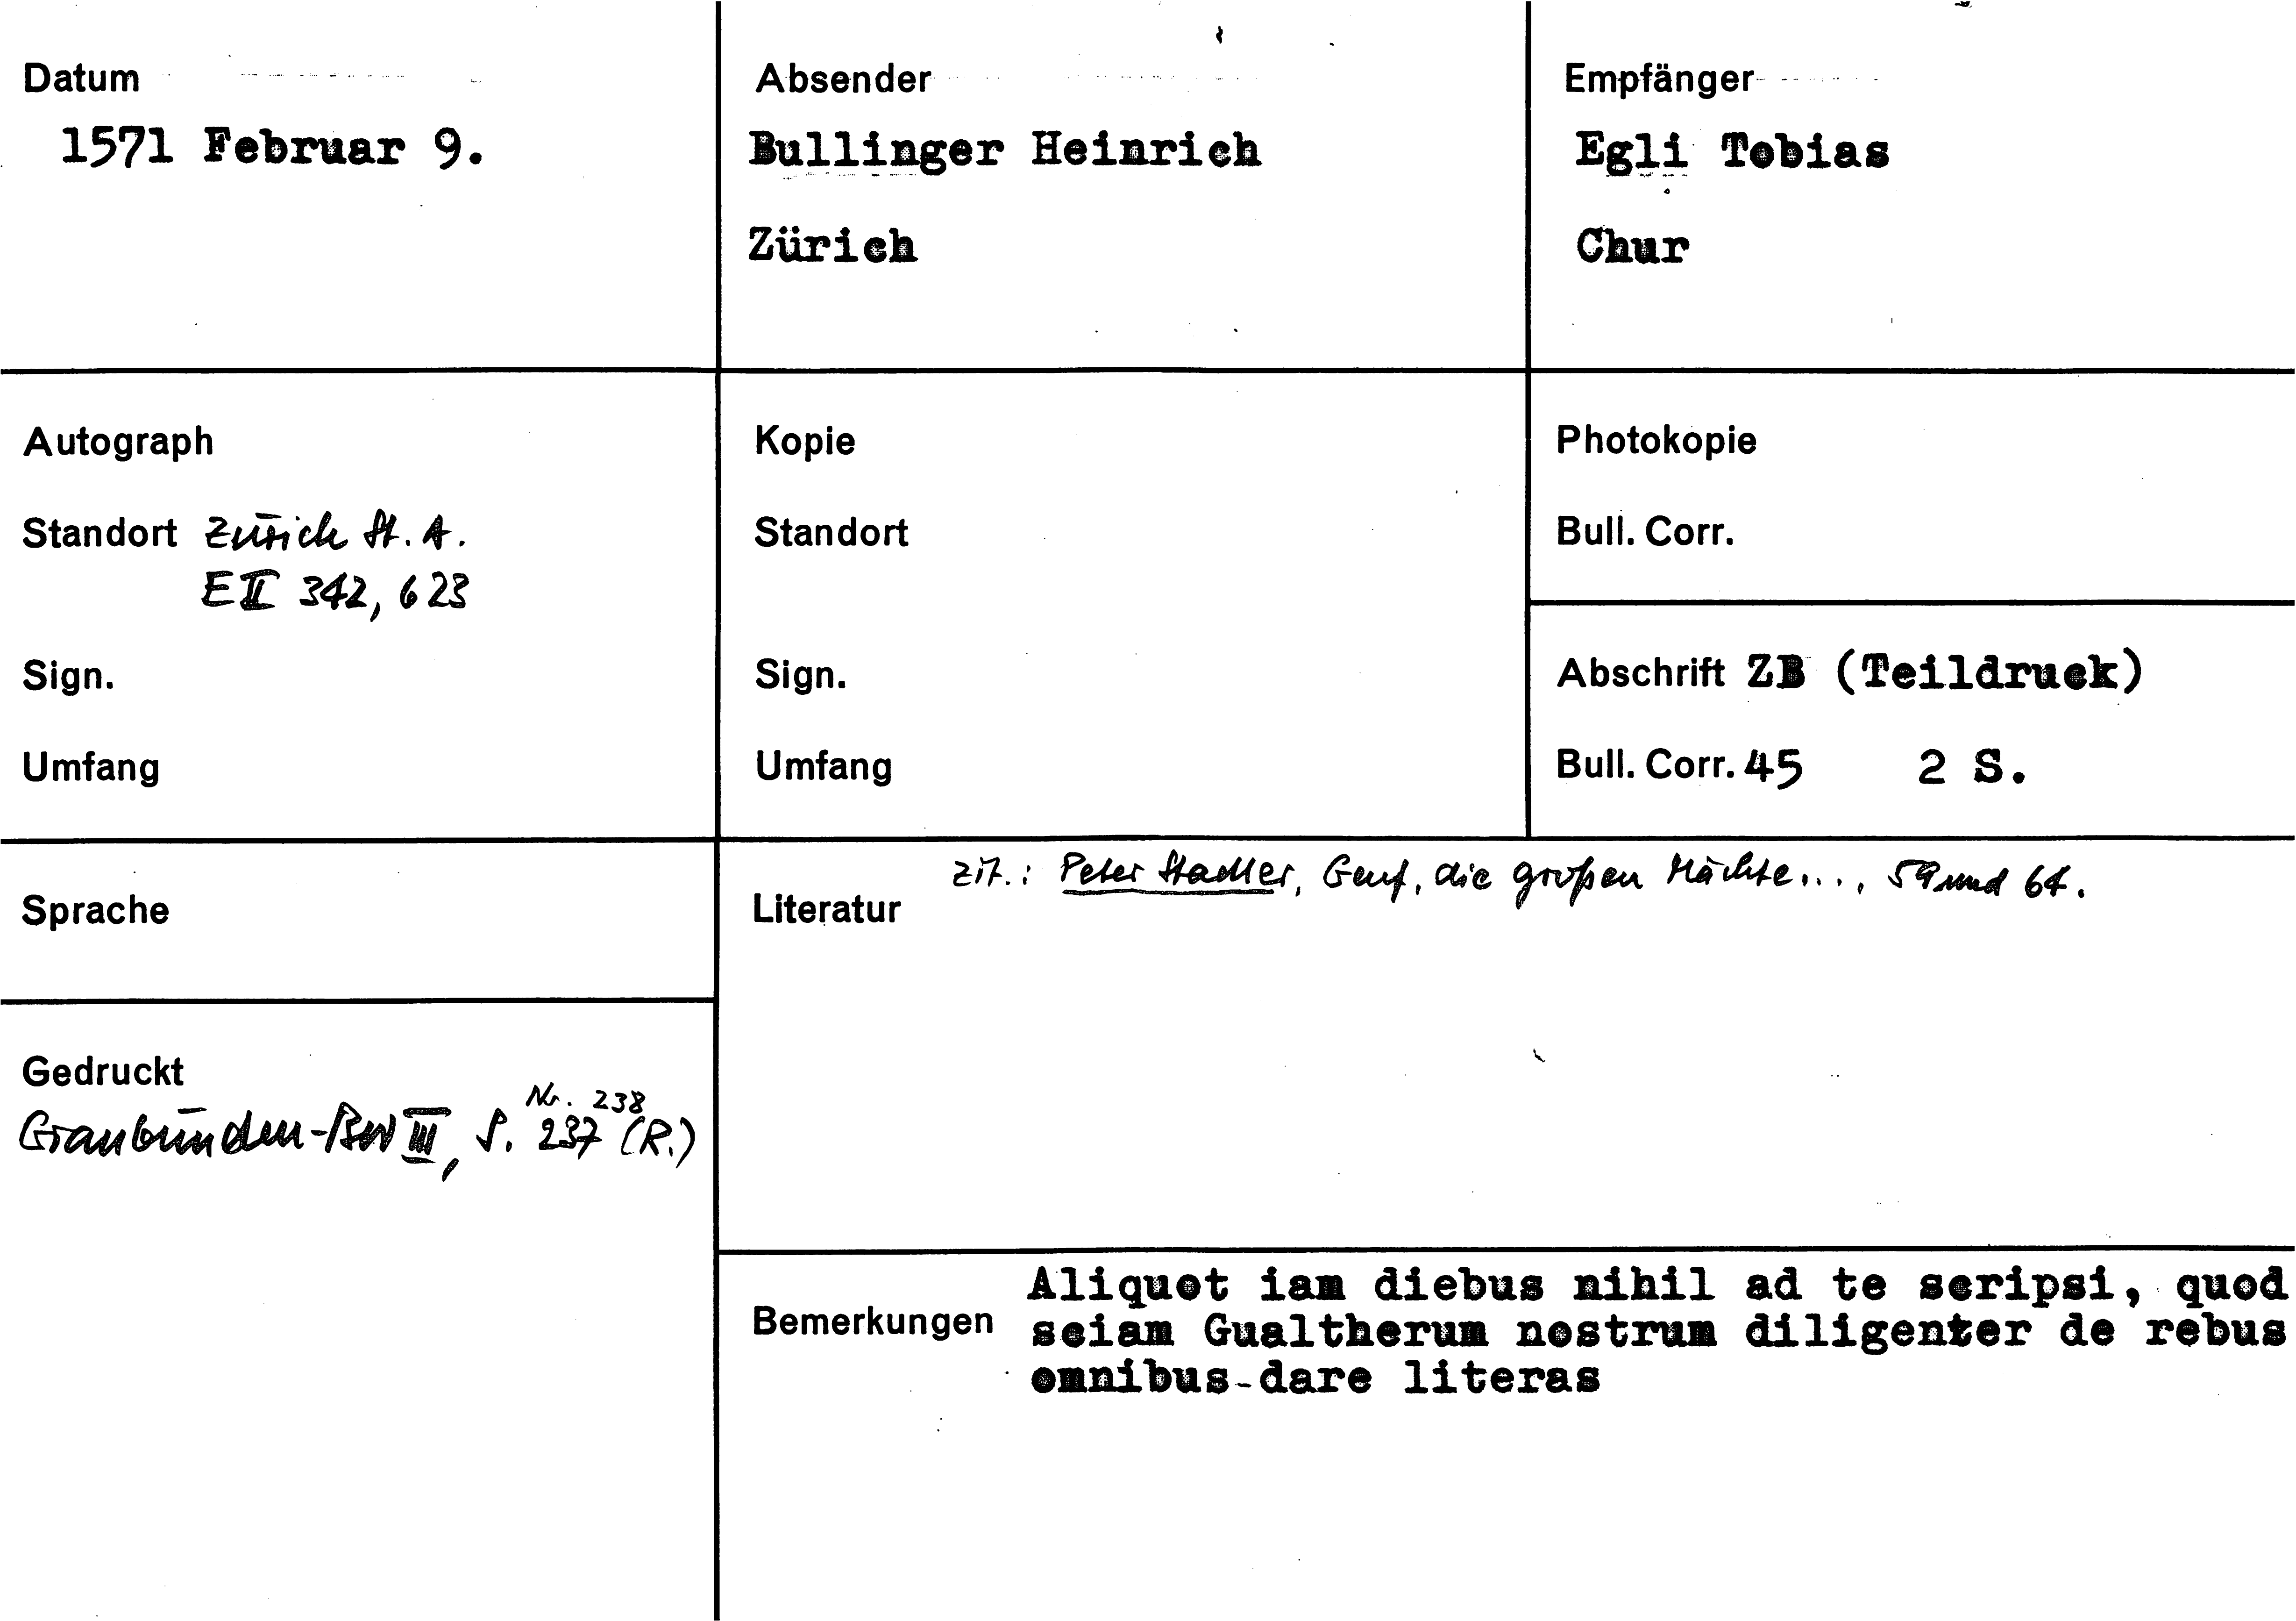 Datum
1571 Februar 9.
Absender
Bullinger Heinrich
Zürich
Empfänger
Egli Tobias
Chur
Autograph
Standort Zürich St. A.
E II 342, 623
Sign.
Umfang
Kopie
Standort
Sign.
Umfang
Photokopie
Bull. Corr.
Abschrift ZB (Teildruck)
Bull. Corr. 45 2 S.
Sprache
Gedruckt
Nr. 238
Graubünden-BW III, S. 237 (R.)
zit.: Peter Stadler, Genf, die großen Mächte..., 59 und 64.
Literatur
Bemerkungen
Aliquot iam diebus nihil ad te scripsi, quod
sciam Gualtherum nostrum diligenter de rebus
omnibus dare literas